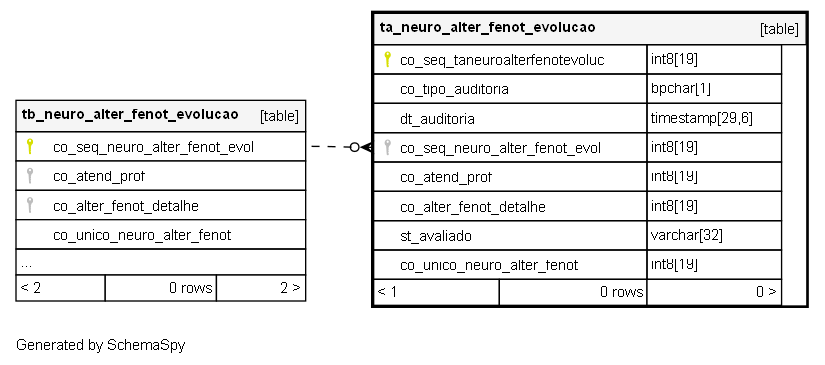 tb_neuro_alter_fenot_evolucao [table]
co_seq_neuro_alter_fenot_evol
co_atend_prof
co_alter_fenot_detalhe
co_unico_neuro_alter_fenot
...
< 2 0 rows 2 >
ta_neuro_alter_fenot_evolucao [table]
co_seq_taneuroalterfenotevoluc int8[19]
co_tipo_auditoria bpchar[1]
dt_auditoria timestamp[29,6]
co_seq_neuro_alter_fenot_evol int8[19]
co_atend_prof int8[19]
co_alter_fenot_detalhe int8[19]
st_avaliado varchar[32]
co_unico_neuro_alter_fenot int8[19]
< 1 0 rows 0 >
Generated by SchemaSpy